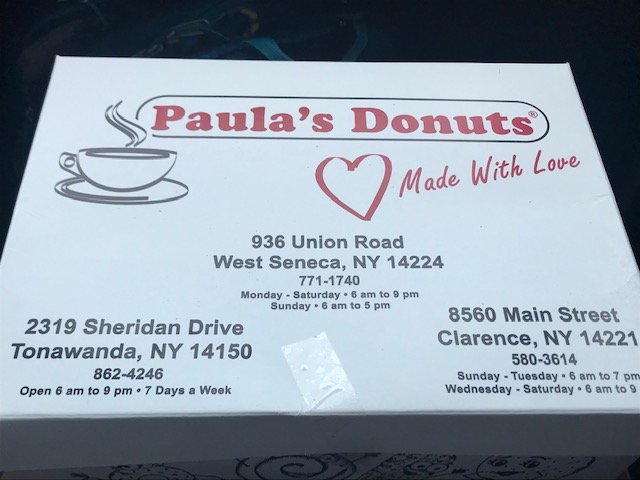 Paula's Donuts®
Made With Love
936 Union Road
West Seneca, NY 14224
771-1740
Monday - Saturday • 6 am to 9 pm
Sunday • 6 am to 5 pm
2319 Sheridan Drive
Tonawanda, NY 14150
862-4246
Open 6 am to 9 pm • 7 Days a Week
8560 Main Street
Clarence, NY 14221
580-3614
Sunday - Tuesday • 6 am to 7 pm
Wednesday - Saturday • 6 am to 9